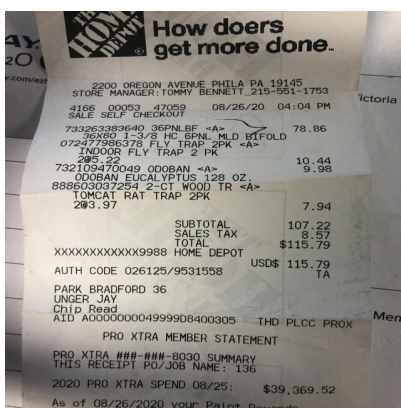 THE HOME DEPOT
How doers
get more done.
2200 OREGON AVENUE PHILA PA 19145
STORE MANAGER:TOMMY BENNETT 215-551-1753
4166 00053 47059 08/26/20 04:04 PM
SALE SELF CHECKOUT
733263383640 36PNLBF <A> 78.86
36X80 1-3/8 HC 6PNL MLD BIFOLD
072477986378 FLY TRAP 2PK <A>
INDOOR FLY TRAP 2 PK
2@5.22 10.44
732109470049 ODOBAN <A> 9.98
ODOBAN EUCALYPTUS 128 OZ.
888603037254 2-CT WOOD TR <A>
TOMCAT RAT TRAP 2PK
2@3.97 7.94
SUBTOTAL 107.22
SALES TAX 8.57
TOTAL $115.79
XXXXXXXXXXXX9988 HOME DEPOT
USD$ 115.79
AUTH CODE 026125/9531558 TA
PARK BRADFORD 36
UNGER JAY
Chip Read
AID A0000000049999D8400305 THD PLCC PROX
PRO XTRA MEMBER STATEMENT
PRO XTRA ###-###-8030 SUMMARY
THIS RECEIPT PO/JOB NAME: 136
2020 PRO XTRA SPEND 08/25: $39,369.52
As of 08/26/2020 your Paint Rewards
y.com/ezt
ictoria
Men